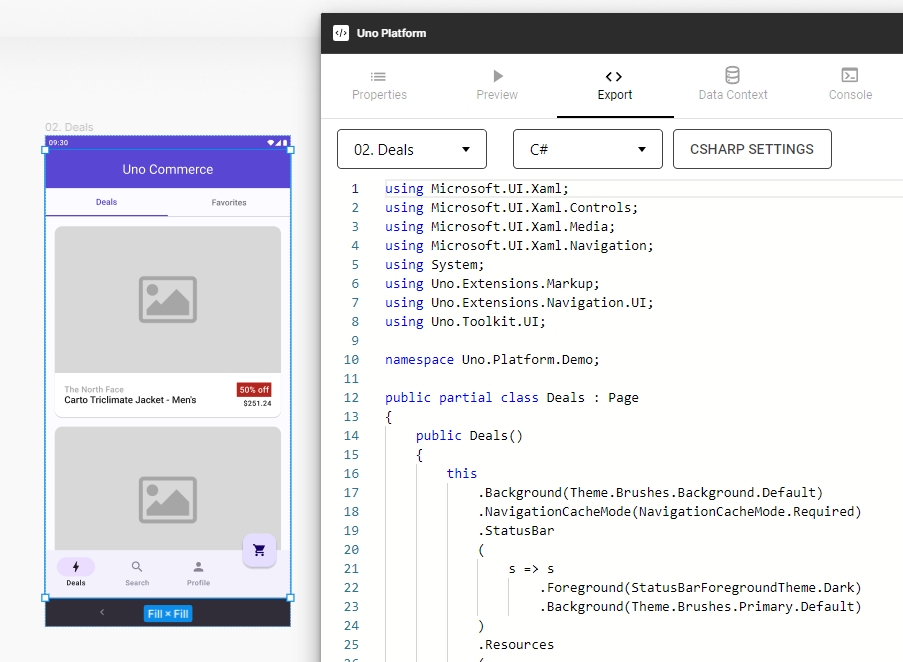 02. Deals
09:30
Uno Commerce
Deals
Favorites
The North Face
Carto Triclimate Jacket - Men's
50% off
$251.24
Deals
Search
Profile
Fill × Fill
Uno Platform
Properties
Preview
Export
Data Context
Console
02. Deals
C#
CSHARP SETTINGS
1 using Microsoft.UI.Xaml;
2 using Microsoft.UI.Xaml.Controls;
3 using Microsoft.UI.Xaml.Media;
4 using Microsoft.UI.Xaml.Navigation;
5 using System;
6 using Uno.Extensions.Markup;
7 using Uno.Extensions.Navigation.UI;
8 using Uno.Toolkit.UI;
9
10 namespace Uno.Platform.Demo;
11
12 public partial class Deals : Page
13 {
14 public Deals()
15 {
16 this
17 .Background(Theme.Brushes.Background.Default)
18 .NavigationCacheMode(NavigationCacheMode.Required)
19 .StatusBar
20 (
21 s => s
22 .Foreground(StatusBarForegroundTheme.Dark)
23 .Background(Theme.Brushes.Primary.Default)
24 )
25 .Resources
26 (